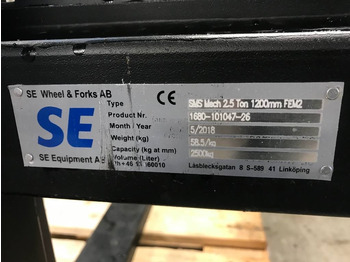 SE Wheel & Forks AB
Type SMS Mech 2.5 Ton 1200mm FEM2
CE
Product Nr. 1680-101047-26
Month / Year 5/2018
Weight (kg) 58.5/kg
SE
Capacity (kg at mm) 2500kg
SE Equipment AB
Volume (Liter)
Låsblecksgatan 8 S-589 41 Linköping